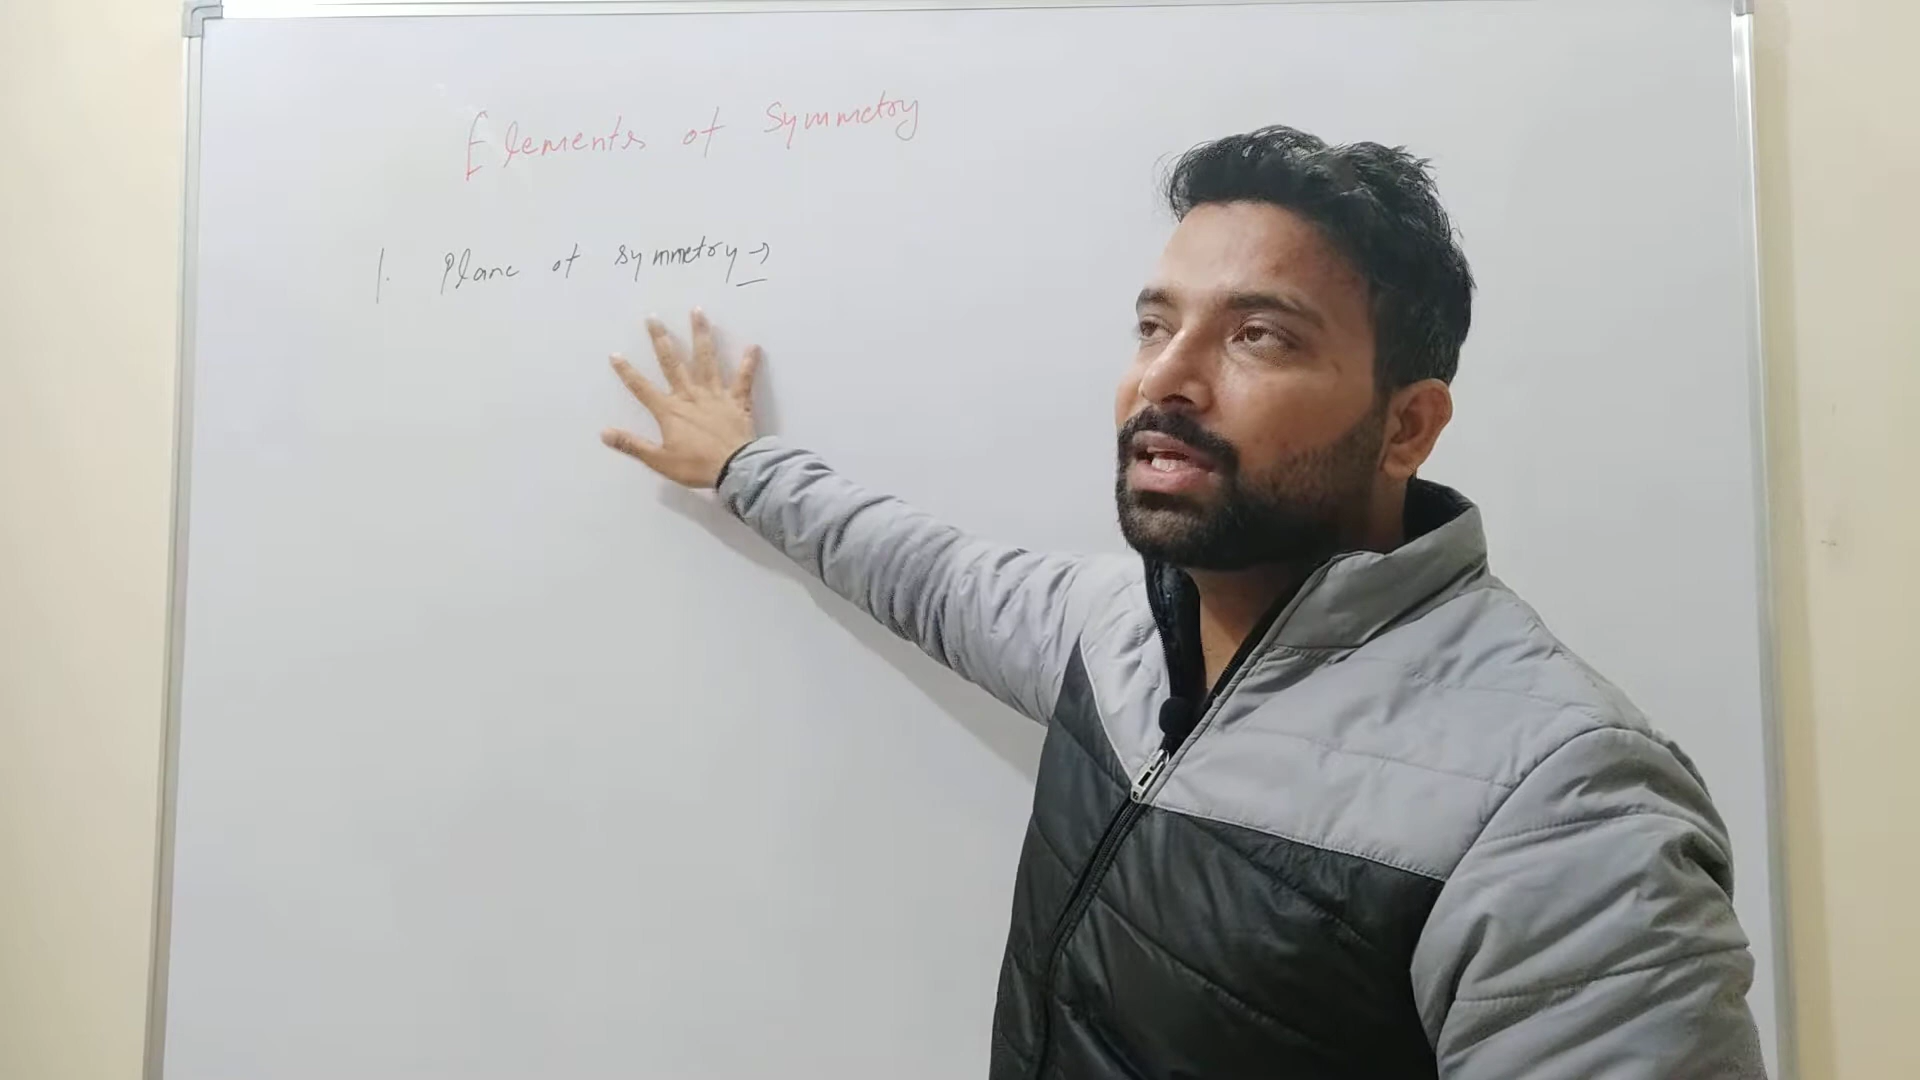 Elements of Symmetry
1. Plane of symmetry →